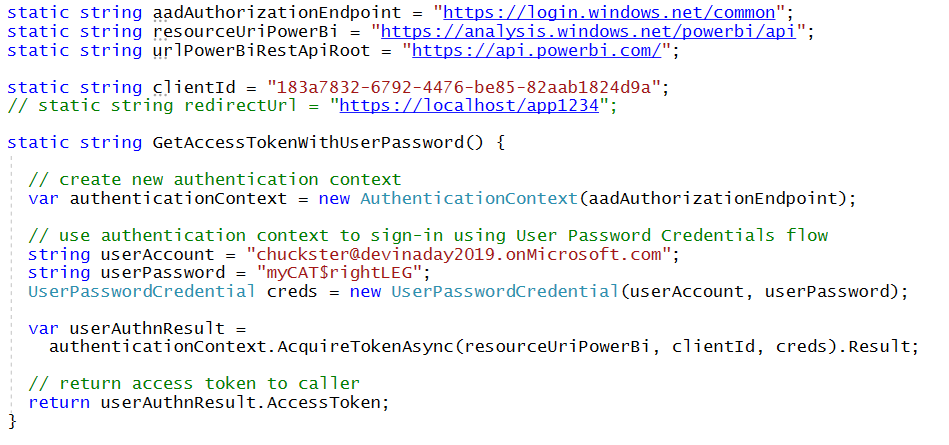 static string aadAuthorizationEndpoint = "https://login.windows.net/common";
static string resourceUriPowerBi = "https://analysis.windows.net/powerbi/api";
static string urlPowerBiRestApiRoot = "https://api.powerbi.com/";

static string clientId = "183a7832-6792-4476-be85-82aab1824d9a";
// static string redirectUrl = "https://localhost/app1234";

static string GetAccessTokenWithUserPassword() {

  // create new authentication context
  var authenticationContext = new AuthenticationContext(aadAuthorizationEndpoint);

  // use authentication context to sign-in using User Password Credentials flow
  string userAccount = "chuckster@devinaday2019.onMicrosoft.com";
  string userPassword = "myCAT$rightLEG";
  UserPasswordCredential creds = new UserPasswordCredential(userAccount, userPassword);

  var userAuthnResult =
    authenticationContext.AcquireTokenAsync(resourceUriPowerBi, clientId, creds).Result;

  // return access token to caller
  return userAuthnResult.AccessToken;
}